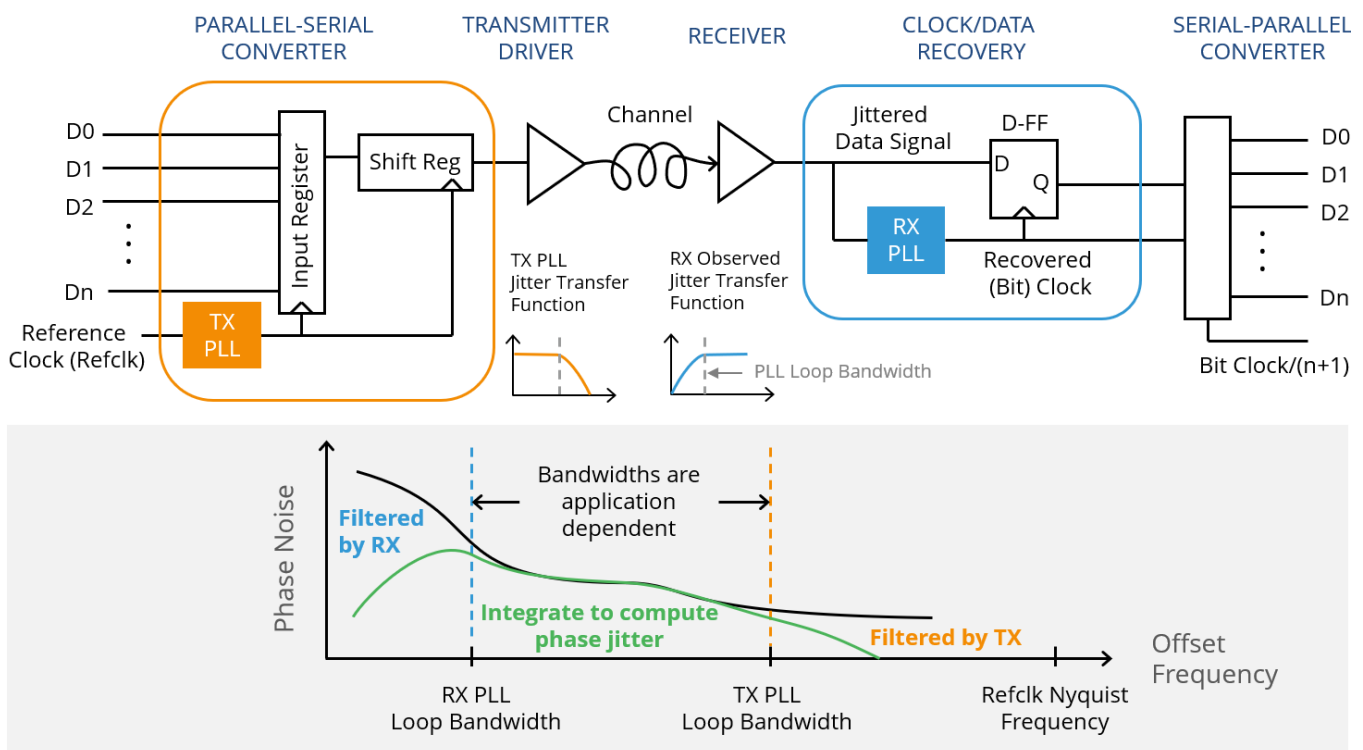 PARALLEL-SERIAL
CONVERTER
TRANSMITTER
DRIVER
RECEIVER
CLOCK/DATA
RECOVERY
SERIAL-PARALLEL
CONVERTER
D0
D1
D2
Dn
Reference
Clock (Refclk)
TX
PLL
Input Register
Shift Reg
Channel
Jittered
Data Signal
D-FF
D
Q
RX
PLL
Recovered
(Bit) Clock
D0
D1
D2
Dn
Bit Clock/(n+1)
TX PLL
Jitter Transfer
Function
RX Observed
Jitter Transfer
Function
PLL Loop Bandwidth
Phase Noise
Filtered
by RX
Bandwidths are
application
dependent
Integrate to compute
phase jitter
Filtered by TX
Offset
Frequency
RX PLL
Loop Bandwidth
TX PLL
Loop Bandwidth
Refclk Nyquist
Frequency